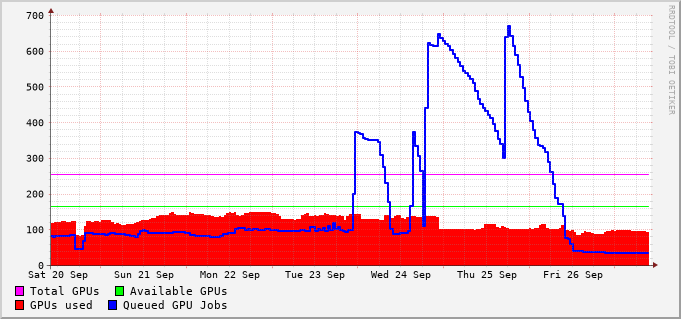 700
600
500
400
300
200
100
0
Sat 20 Sep Sun 21 Sep Mon 22 Sep Tue 23 Sep Wed 24 Sep Thu 25 Sep Fri 26 Sep
Total GPUs Available GPUs
GPUs used Queued GPU Jobs
RRDTOOL / TOBI OETIKER